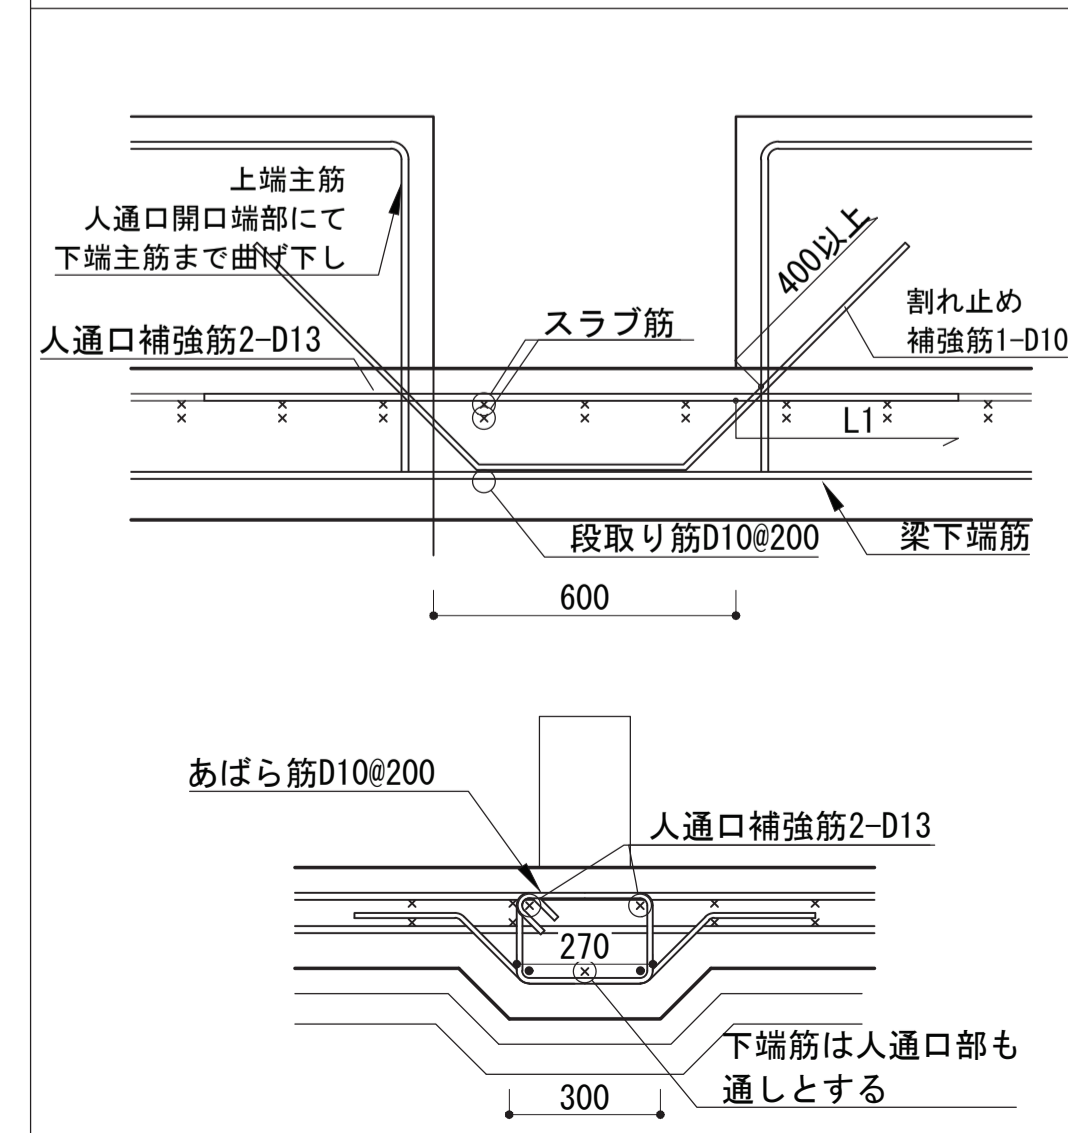 上端主筋
人通口開口端部にて
下端主筋まで曲げ下し
400以上
割れ止め
補強筋1-D10
スラブ筋
人通口補強筋2-D13
L1
段取り筋D10@200
梁下端筋
600
あばら筋D10@200
人通口補強筋2-D13
270
下端筋は人通口部も
通しとする
300